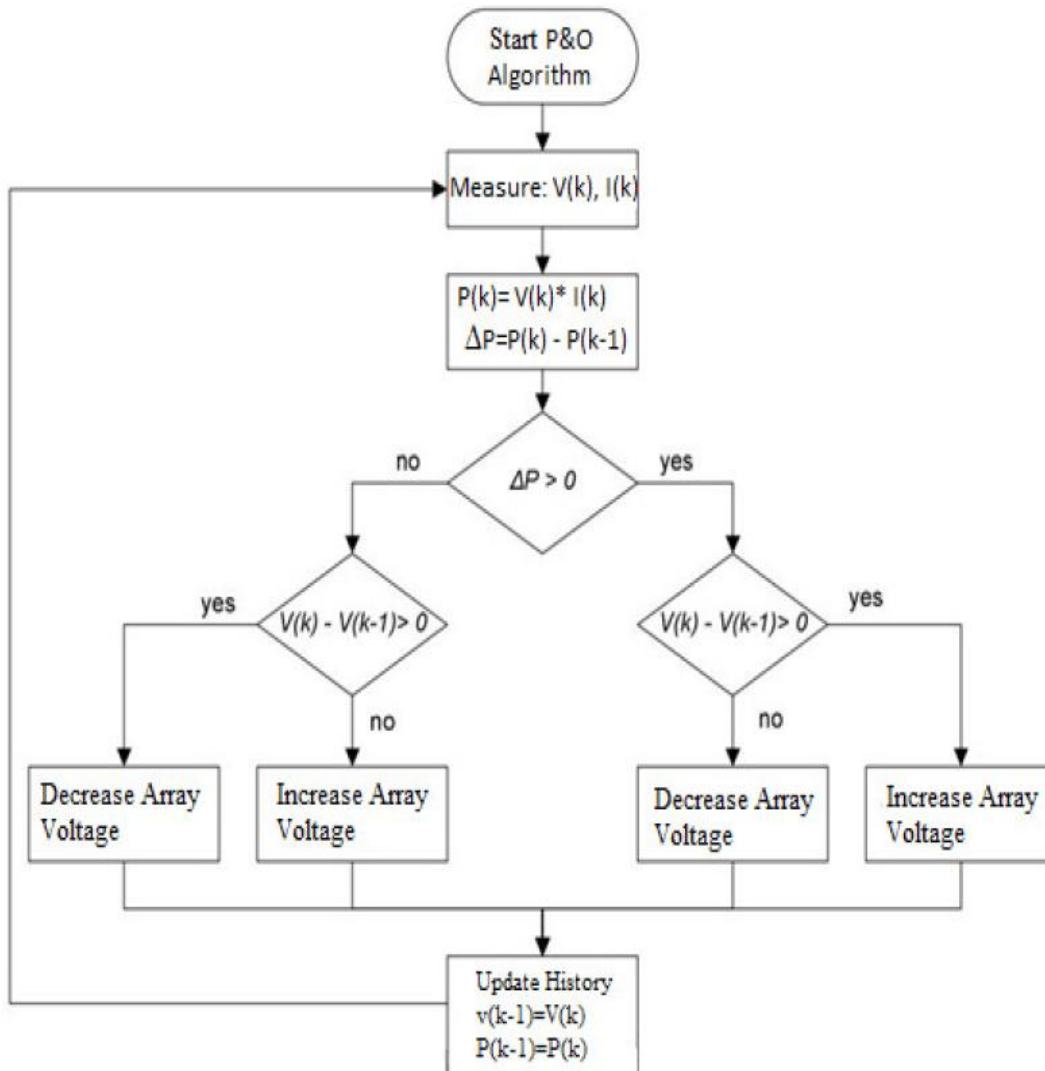 Start P&O
Algorithm
Measure: V(k), I(k)
P(k)= V(k)* I(k)
ΔP=P(k) - P(k-1)
no
ΔP > 0
yes
yes
V(k) - V(k-1)> 0
V(k) - V(k-1)> 0
yes
no
no
Decrease Array
Voltage
Increase Array
Voltage
Decrease Array
Voltage
Increase Array
Voltage
Update History
v(k-1)=V(k)
P(k-1)=P(k)